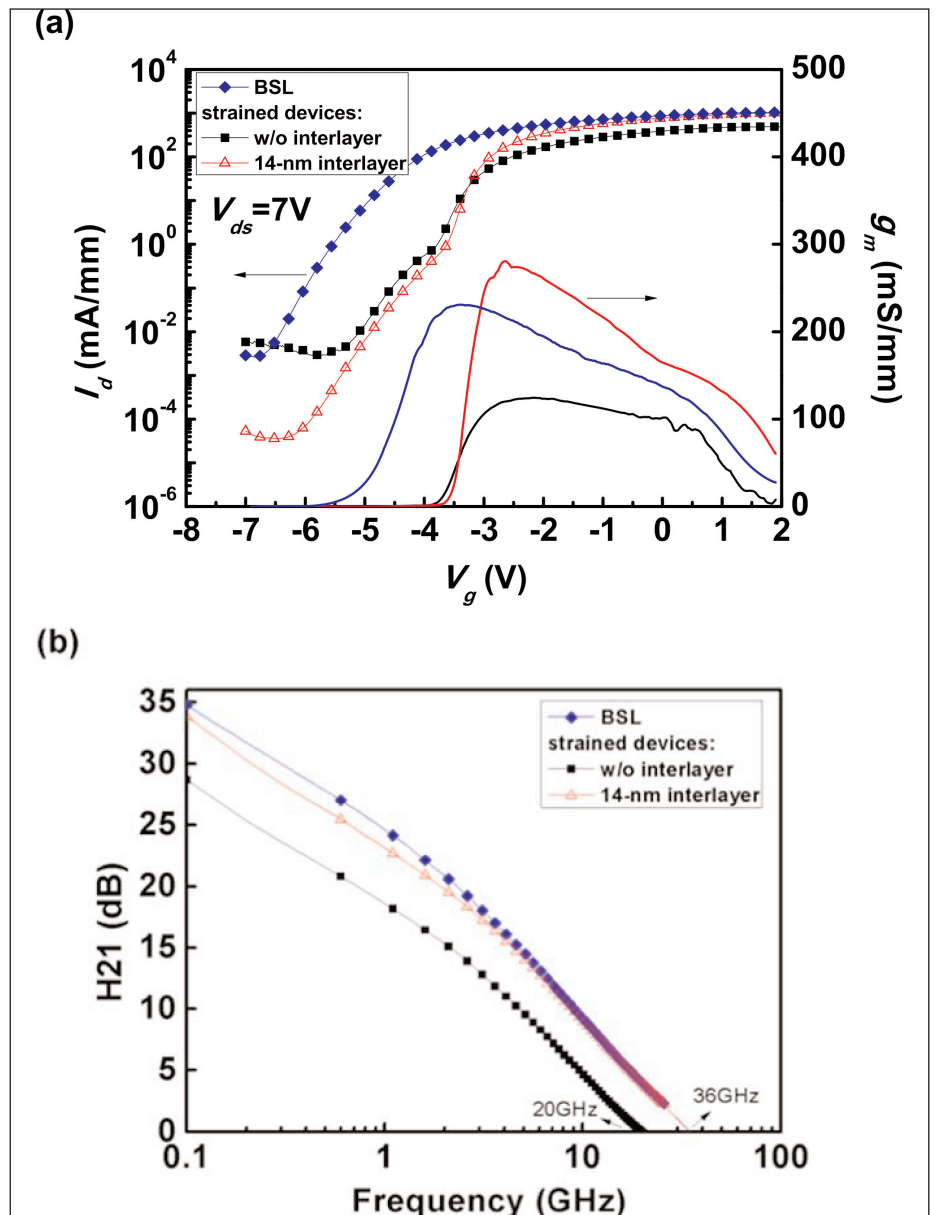 (a)
BSL
strained devices:
w/o interlayer
14-nm interlayer
V_ds=7V
10^4
10^2
10^0
10^-2
10^-4
10^-6
I_d (mA/mm)
500
400
300
200
100
0
g_m (mS/mm)
-8 -7 -6 -5 -4 -3 -2 -1 0 1 2
V_g (V)
(b)
BSL
strained devices:
w/o interlayer
14-nm interlayer
35
30
25
20
15
10
5
0
H21 (dB)
20GHz
36GHz
0.1 1 10 100
Frequency (GHz)